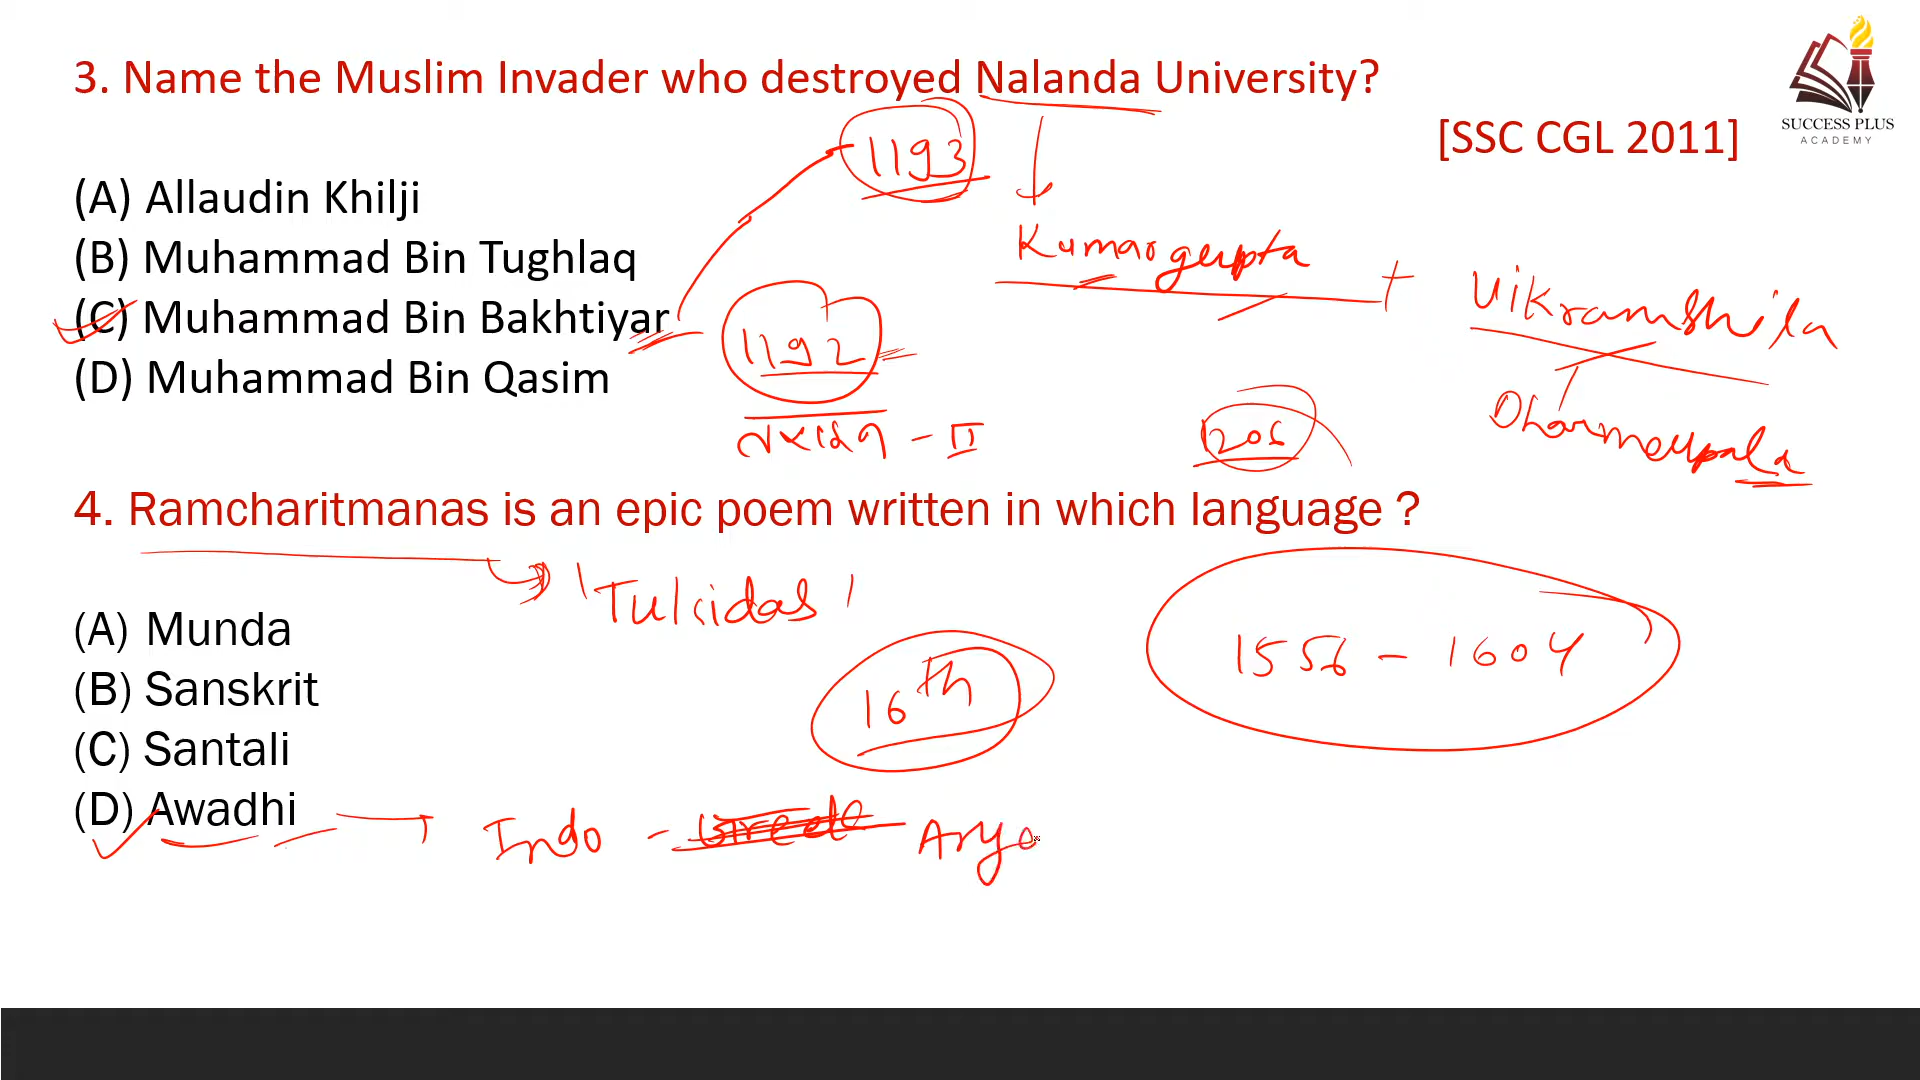 3. Name the Muslim Invader who destroyed Nalanda University?
[SSC CGL 2011]
SUCCESS PLUS
ACADEMY
1193
(A) Allaudin Khilji
(B) Muhammad Bin Tughlaq
Kumargupta +
Vikramshila
(C) Muhammad Bin Bakhtiyar
1192
(D) Muhammad Bin Qasim
Dharmaupala
- II
1206
4. Ramcharitmanas is an epic poem written in which language ?
'Tulsidas'
(A) Munda
1556 - 1604
(B) Sanskrit
16th
(C) Santali
(D) Awadhi
Indo - Arya